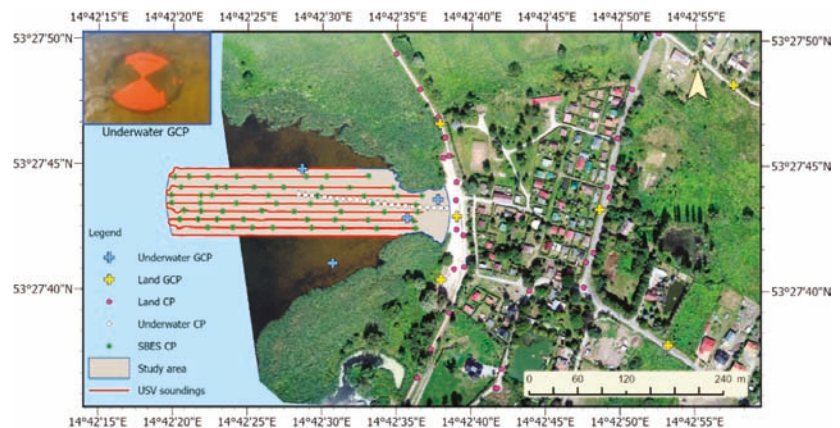 14°42'15"E 14°42'20"E 14°42'25"E 14°42'30"E 14°42'35"E 14°42'40"E 14°42'45"E 14°42'50"E 14°42'55"E
53°27'50"N 53°27'50"N
Underwater GCP
53°27'45"N 53°27'45"N
Legend
Underwater GCP
Land GCP
53°27'40"N 53°27'40"N
Land CP
Underwater CP
SBES CP
Study area
USV soundings
0 60 120 240 m
14°42'15"E 14°42'20"E 14°42'25"E 14°42'30"E 14°42'35"E 14°42'40"E 14°42'45"E 14°42'50"E 14°42'55"E